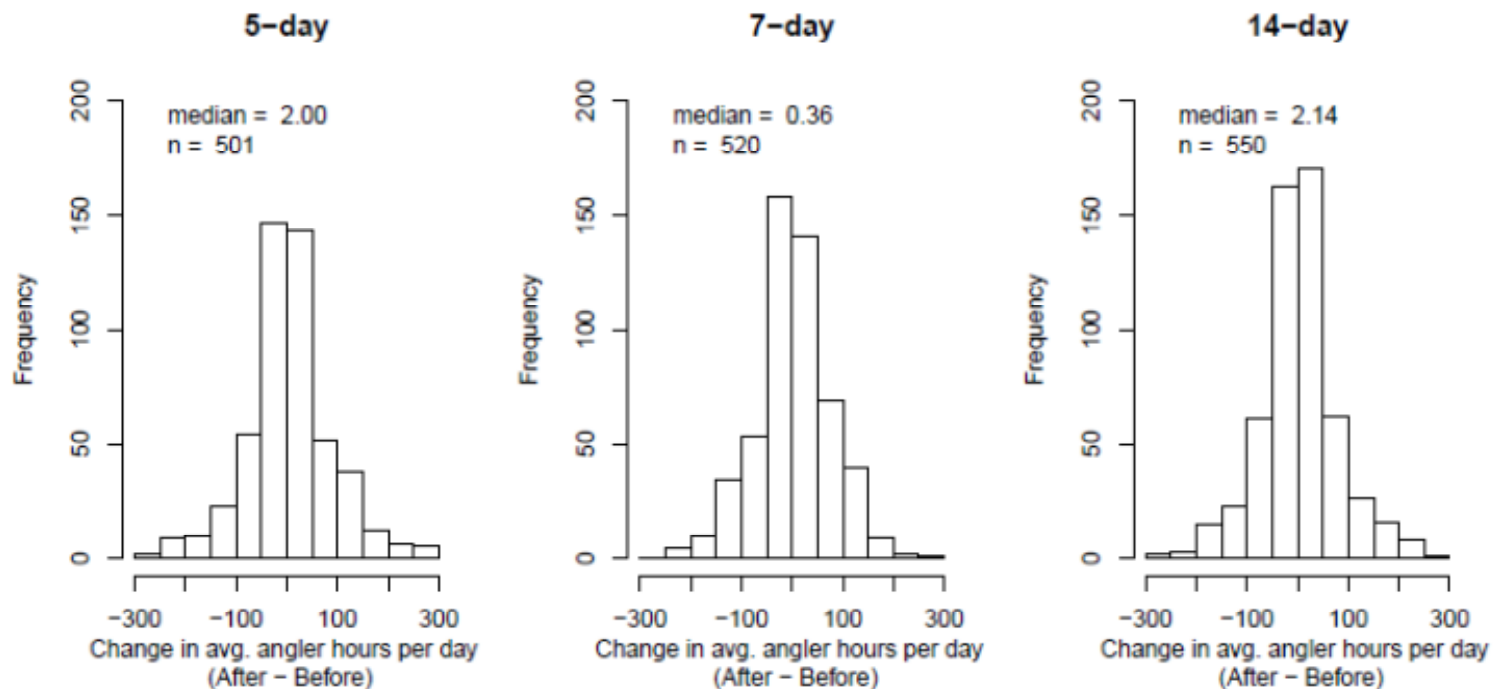 5-day
median = 2.00
n = 501
200
150
100
50
0
Frequency
-300 -100 100 300
Change in avg. angler hours per day
(After - Before)
7-day
median = 0.36
n = 520
200
150
100
50
0
Frequency
-300 -100 100 300
Change in avg. angler hours per day
(After - Before)
14-day
median = 2.14
n = 550
200
150
100
50
0
Frequency
-300 -100 100 300
Change in avg. angler hours per day
(After - Before)